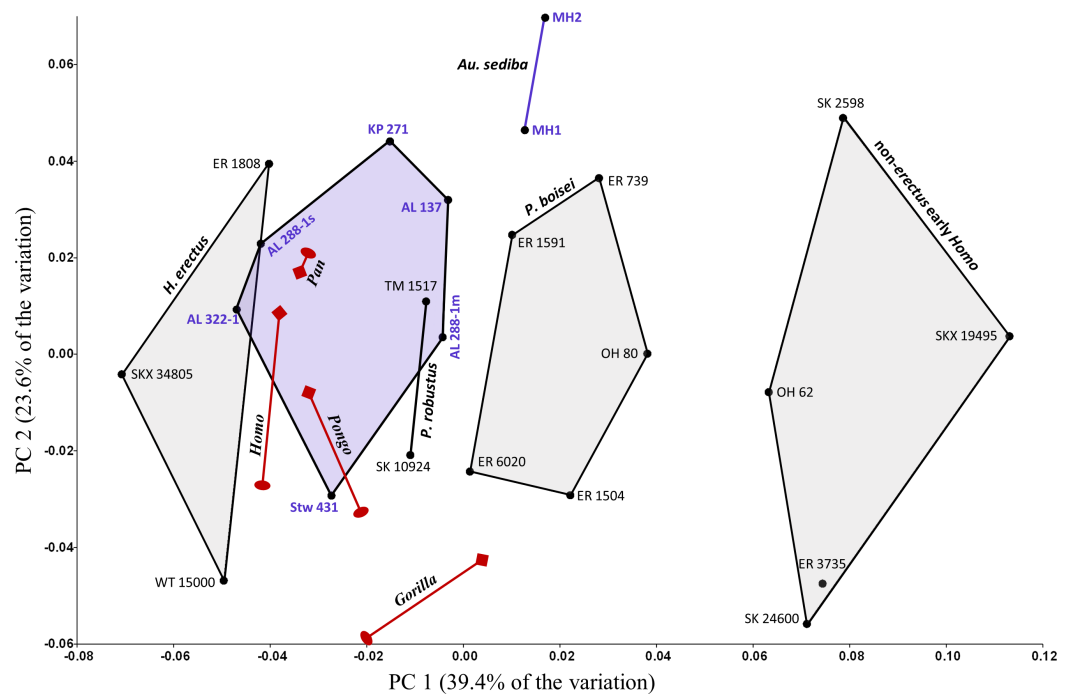 MH2
0.06
Au. sediba
SK 2598
KP 271
MH1
non-erectus early Homo
0.04
ER 1808
ER 739
P. boisei
AL 137
H. erectus
AL 288-1s
ER 1591
0.02
Pan
TM 1517
AL 322-1
AL 288-1m
SKX 19495
0.00
OH 80
SKX 34805
P. robustus
OH 62
Homo
Pongo
-0.02
SK 10924
ER 6020
Stw 431
ER 1504
-0.04
WT 15000
ER 3735
Gorilla
SK 24600
-0.06
-0.08
-0.06
-0.04
-0.02
0.00
0.02
0.04
0.06
0.08
0.10
0.12
PC 1 (39.4% of the variation)
PC 2 (23.6% of the variation)